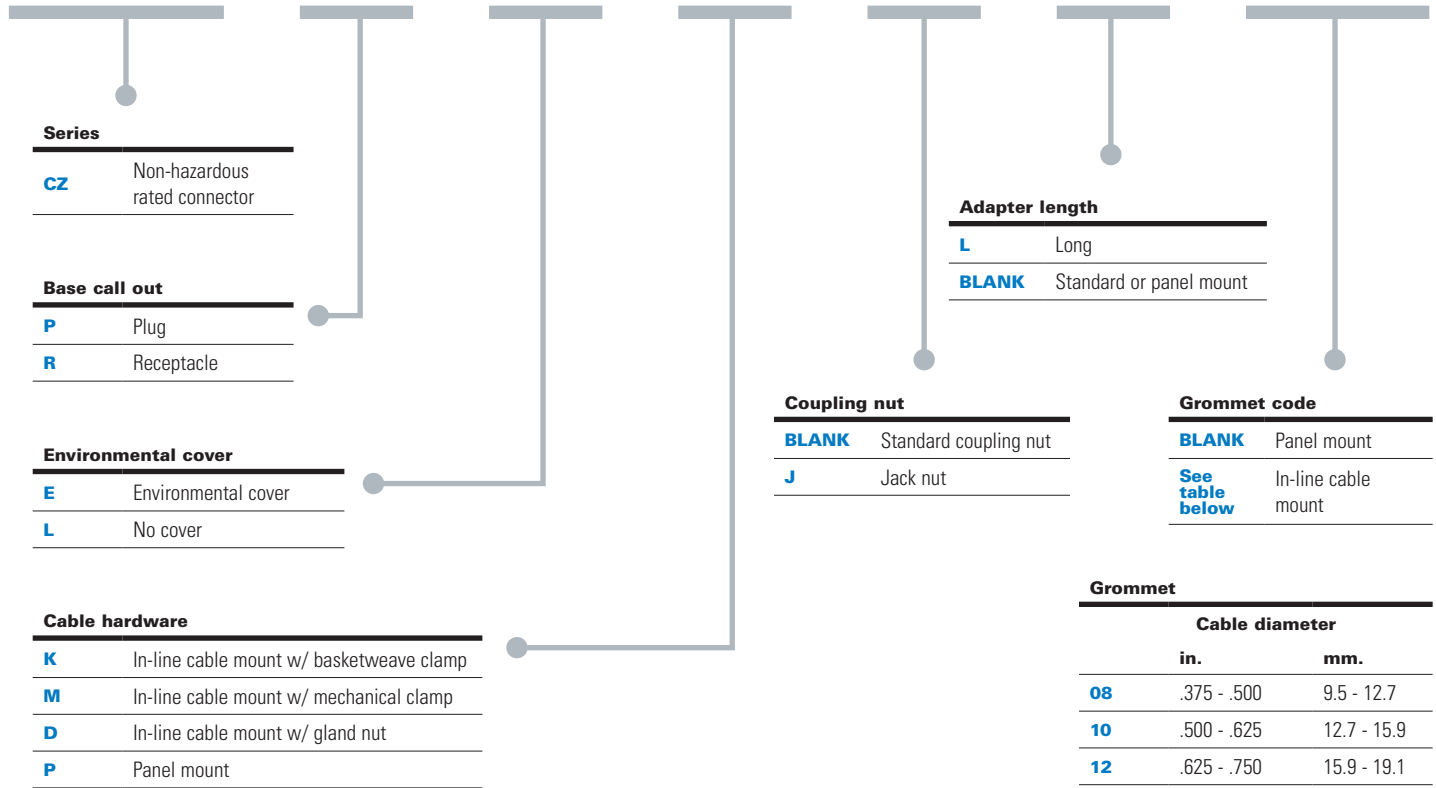 Series
CZ Non-hazardous
rated connector
Base call out
P Plug
R Receptacle
Environmental cover
E Environmental cover
L No cover
Cable hardware
K In-line cable mount w/ basketweave clamp
M In-line cable mount w/ mechanical clamp
D In-line cable mount w/ gland nut
P Panel mount
Coupling nut
BLANK Standard coupling nut
J Jack nut
Adapter length
L Long
BLANK Standard or panel mount
Grommet code
BLANK Panel mount
See In-line cable
table mount
below
Grommet
Cable diameter
in. mm.
08 .375 - .500 9.5 - 12.7
10 .500 - .625 12.7 - 15.9
12 .625 - .750 15.9 - 19.1